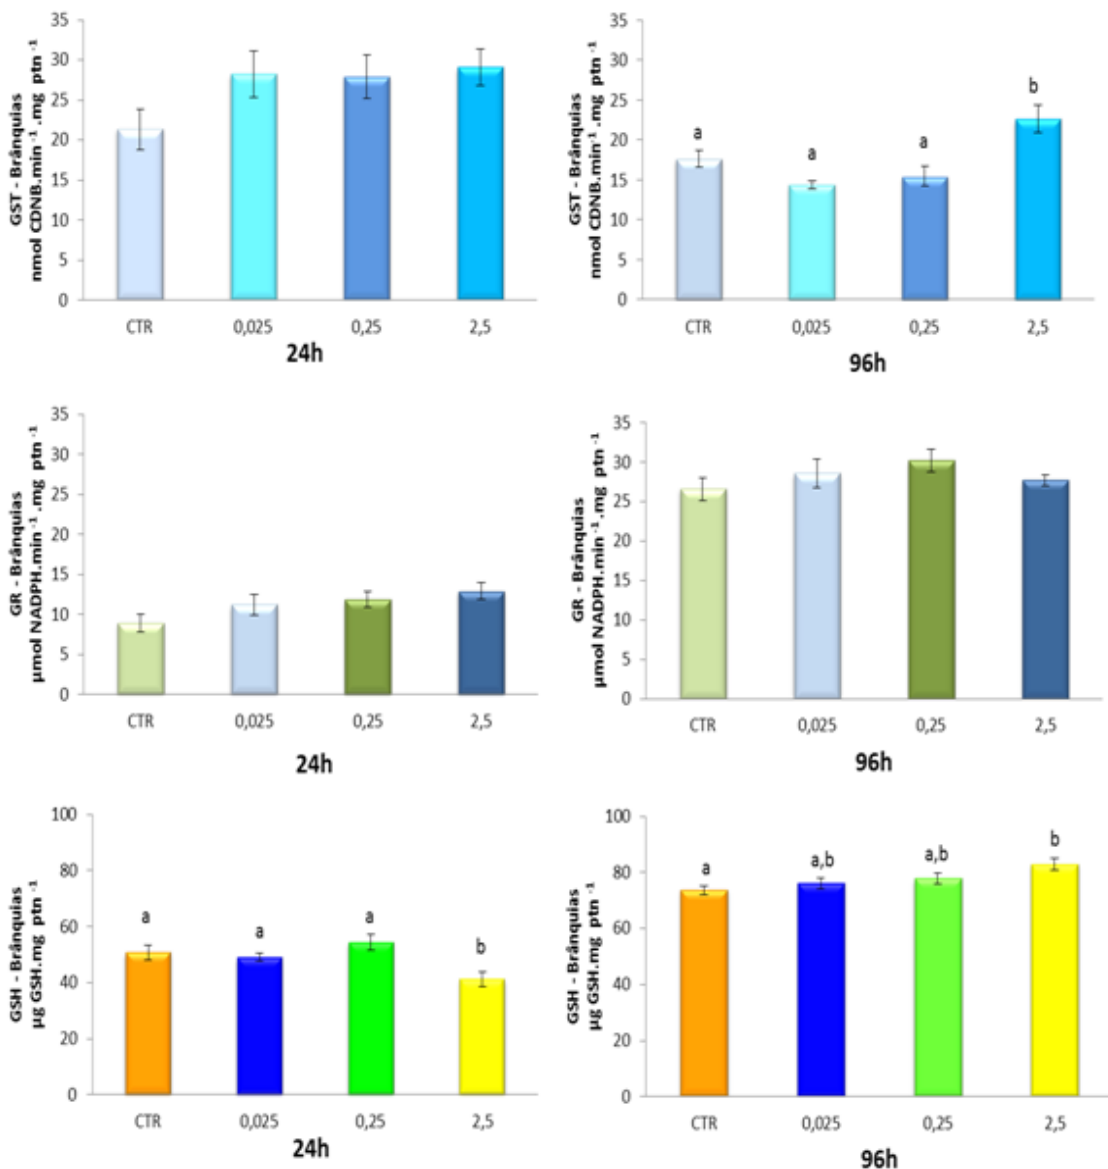 GST - Brânquias
nmol CDNB.min⁻¹ .mg ptn⁻¹
35
30
25
20
15
10
5
0
CTR 0,025 0,25 2,5
24h
GST - Brânquias
nmol CDNB.min⁻¹ .mg ptn⁻¹
35
30
25
20
15
10
5
0
a a a b
CTR 0,025 0,25 2,5
96h
GR - Brânquias
µmol NADPH.min⁻¹ .mg ptn⁻¹
35
30
25
20
15
10
5
0
CTR 0,025 0,25 2,5
24h
GR - Brânquias
µmol NADPH.min⁻¹ .mg ptn⁻¹
35
30
25
20
15
10
5
0
CTR 0,025 0,25 2,5
96h
GSH - Brânquias
µg GSH.mg ptn⁻¹
100
80
60
40
20
0
a a a b
CTR 0,025 0,25 2,5
24h
GSH - Brânquias
µg GSH.mg ptn⁻¹
100
80
60
40
20
0
a a,b a,b b
CTR 0,025 0,25 2,5
96h